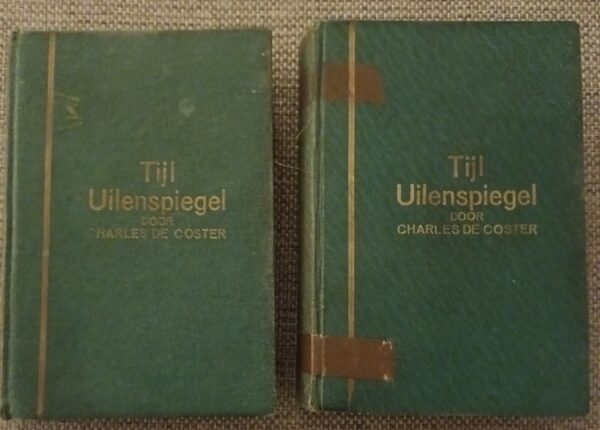 Tijl
Uilenspiegel
DOOR
CHARLES DE COSTER
Tijl
Uilenspiegel
DOOR
CHARLES DE COSTER